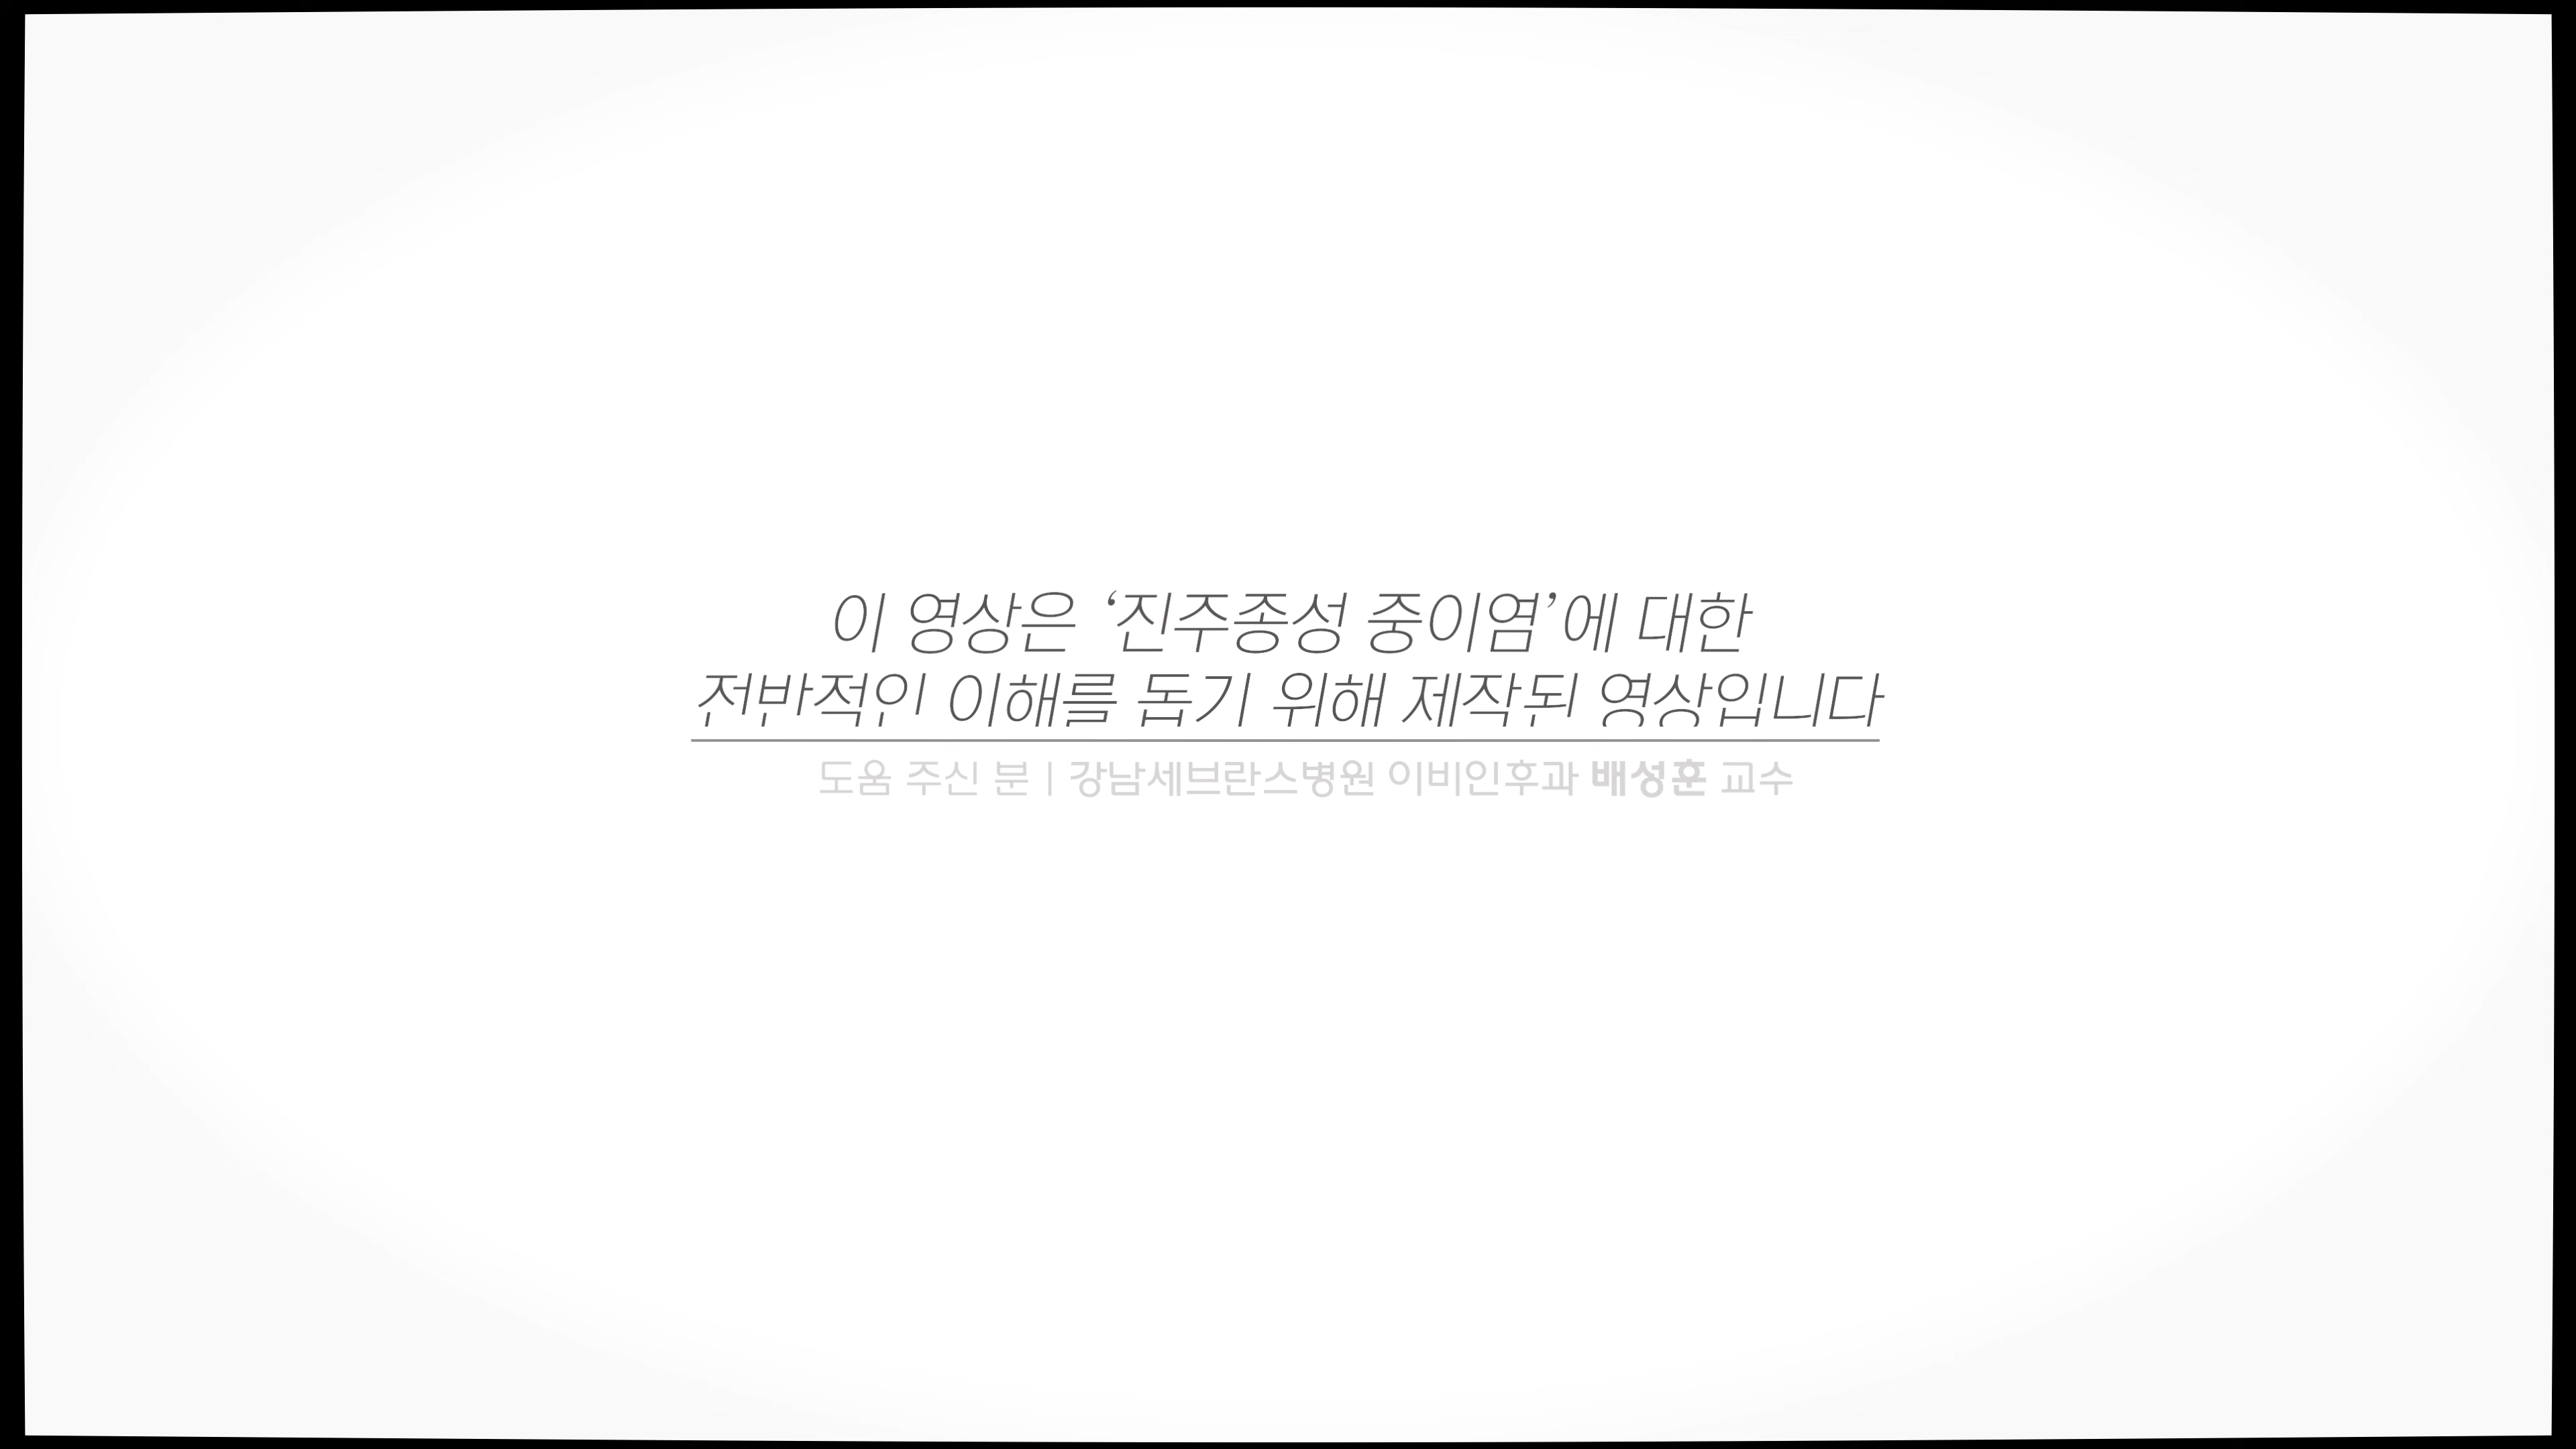 이 영상은 ‘진주종성 중이염’에 대한
전반적인 이해를 돕기 위해 제작된 영상입니다
도움 주신 분 | 강남세브란스병원 이비인후과 배성훈 교수